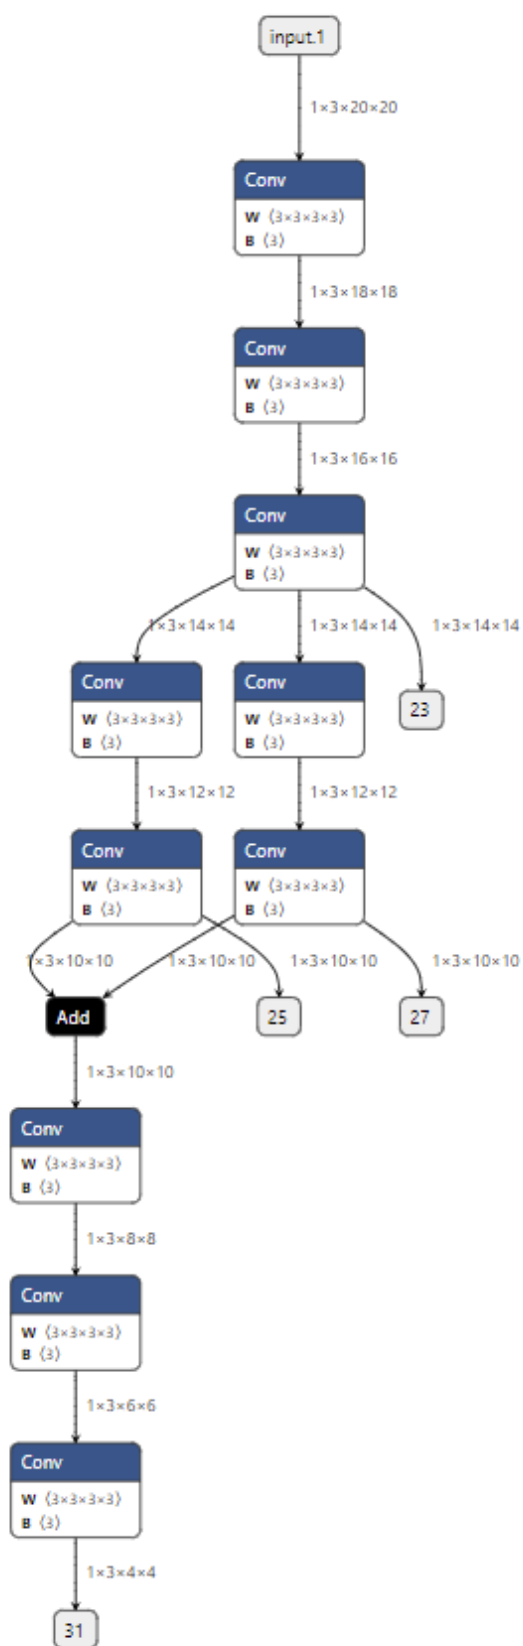 input.1
1×3×20×20
Conv
W ⟨3×3×3×3⟩
B ⟨3⟩
1×3×18×18
Conv
W ⟨3×3×3×3⟩
B ⟨3⟩
1×3×16×16
Conv
W ⟨3×3×3×3⟩
B ⟨3⟩
1×3×14×14 1×3×14×14 1×3×14×14
Conv Conv
23
W ⟨3×3×3×3⟩ W ⟨3×3×3×3⟩
B ⟨3⟩ B ⟨3⟩
1×3×12×12 1×3×12×12
Conv Conv
W ⟨3×3×3×3⟩ W ⟨3×3×3×3⟩
B ⟨3⟩ B ⟨3⟩
1×3×10×10 1×3×10×10 1×3×10×10 1×3×10×10
Add 25 27
1×3×10×10
Conv
W ⟨3×3×3×3⟩
B ⟨3⟩
1×3×8×8
Conv
W ⟨3×3×3×3⟩
B ⟨3⟩
1×3×6×6
Conv
W ⟨3×3×3×3⟩
B ⟨3⟩
1×3×4×4
31